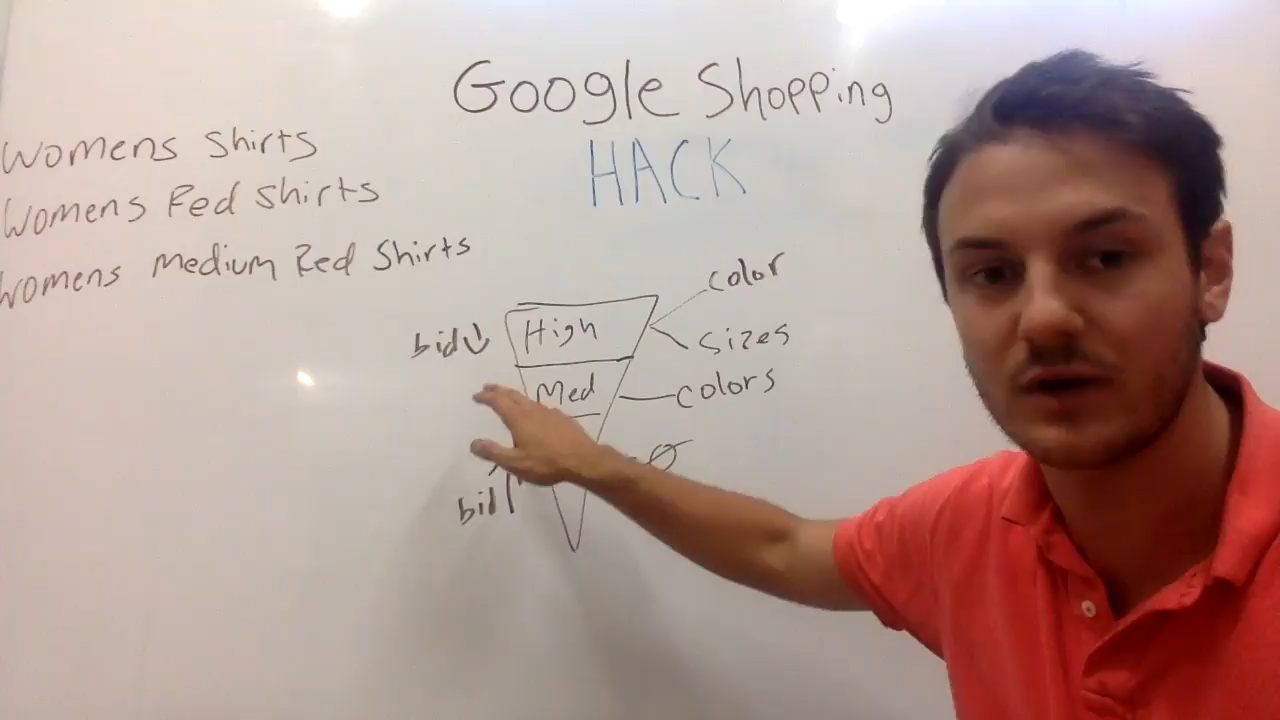 Google Shopping
HACK
Womens Shirts
Womens Red Shirts
Womens Medium Red Shirts
color
bid↓ High
sizes
Med colors
Ø
bid